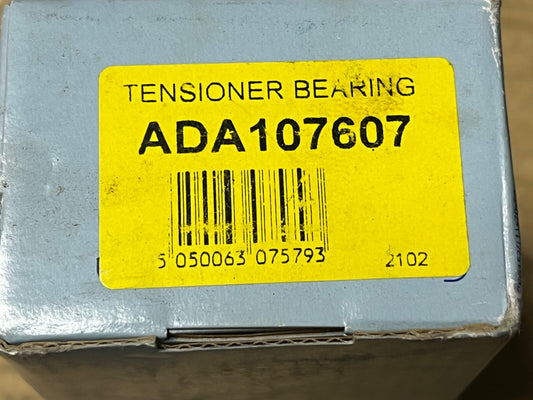 TENSIONER BEARING
ADA107607
5 050063 075793 2102